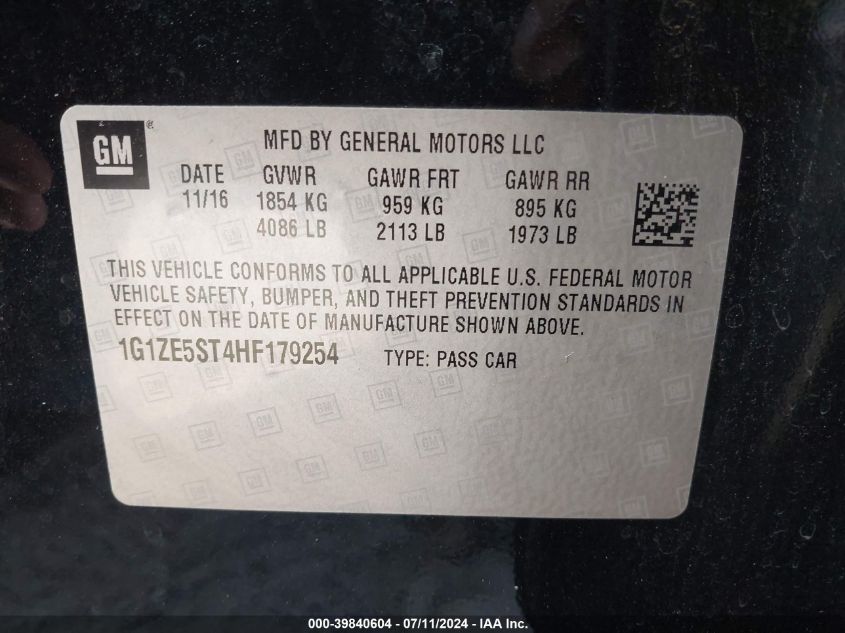 GM ®
MFD BY GENERAL MOTORS LLC
DATE GVWR GAWR FRT GAWR RR
11/16 1854 KG 959 KG 895 KG
4086 LB 2113 LB 1973 LB
THIS VEHICLE CONFORMS TO ALL APPLICABLE U.S. FEDERAL MOTOR
VEHICLE SAFETY, BUMPER, AND THEFT PREVENTION STANDARDS IN
EFFECT ON THE DATE OF MANUFACTURE SHOWN ABOVE.
1G1ZE5ST4HF179254 TYPE: PASS CAR
000-39840604 - 07/11/2024 - IAA Inc.